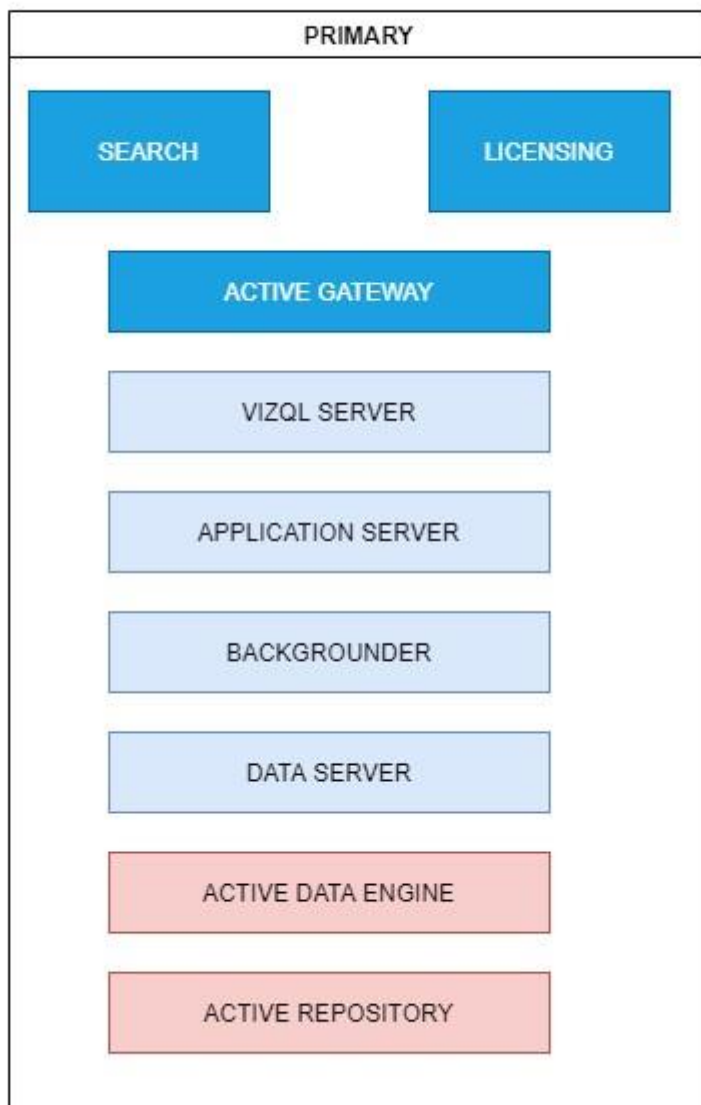 PRIMARY
SEARCH
LICENSING
ACTIVE GATEWAY
VIZQL SERVER
APPLICATION SERVER
BACKGROUNDER
DATA SERVER
ACTIVE DATA ENGINE
ACTIVE REPOSITORY